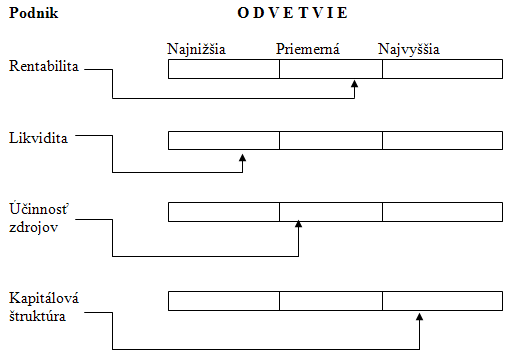 Podnik O D V E T V I E
Najnižšia Priemerná Najvyššia
Rentabilita
Likvidita
Účinnosť
zdrojov
Kapitálová
štruktúra